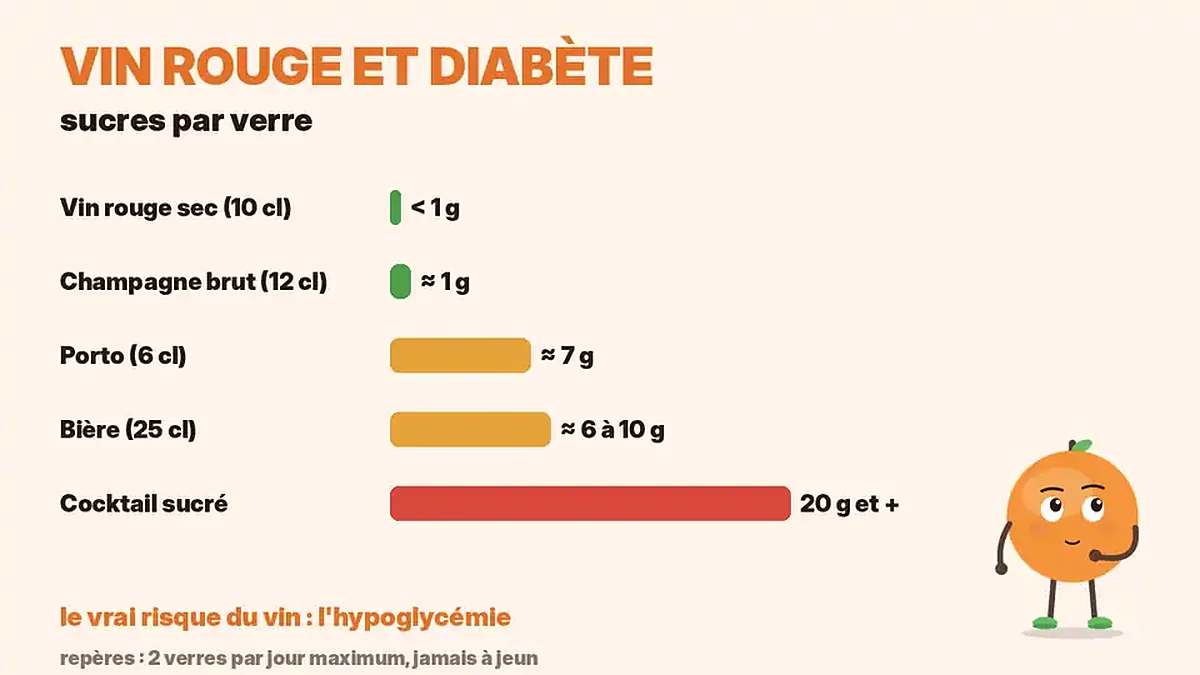 VIN ROUGE ET DIABÈTE
sucres par verre
Vin rouge sec (10 cl) < 1 g
Champagne brut (12 cl) ≈ 1 g
Porto (6 cl) ≈ 7 g
Bière (25 cl) ≈ 6 à 10 g
Cocktail sucré 20 g et +
le vrai risque du vin : l'hypoglycémie
repères : 2 verres par jour maximum, jamais à jeun